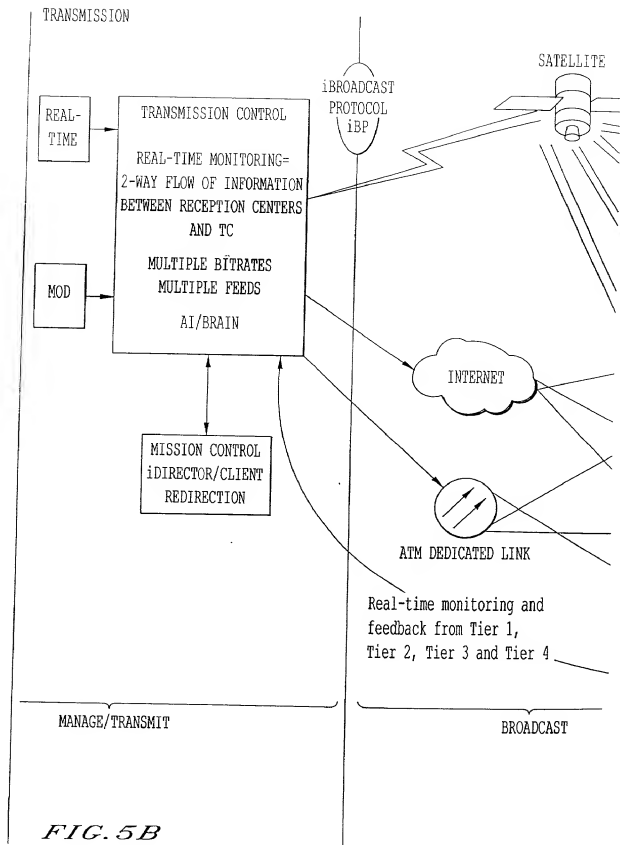 TRANSMISSION
REAL-
TIME
TRANSMISSION CONTROL
REAL-TIME MONITORING=
2-WAY FLOW OF INFORMATION
BETWEEN RECEPTION CENTERS
AND TC
MULTIPLE BITRATES
MULTIPLE FEEDS
AI/BRAIN
MOD
MISSION CONTROL
iDIRECTOR/CLIENT
REDIRECTION
iBROADCAST
PROTOCOL
iBP
SATELLITE
INTERNET
ATM DEDICATED LINK
Real-time monitoring and
feedback from Tier 1,
Tier 2, Tier 3 and Tier 4
MANAGE/TRANSMIT
BROADCAST
FIG. 5B